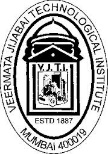 VEERMATA JIJABAI TECHNOLOGICAL INSTITUTE
V.J.T.I.
ESTD 1887
MUMBAI 400019